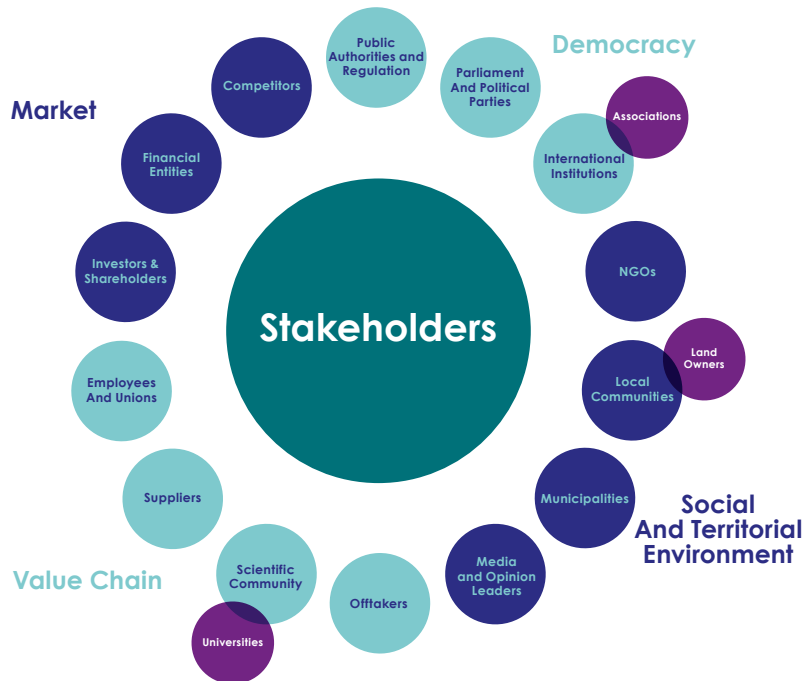 Public
Authorities and
Regulation
Democracy
Parliament
And Political
Parties
Competitors
Market
Associations
Financial
Entities
International
Institutions
Investors &
Shareholders
NGOs
Stakeholders
Land
Owners
Employees
And Unions
Local
Communities
Suppliers
Municipalities
Social
And Territorial
Environment
Value Chain
Scientific
Community
Media
and Opinion
Leaders
Offtakers
Universities